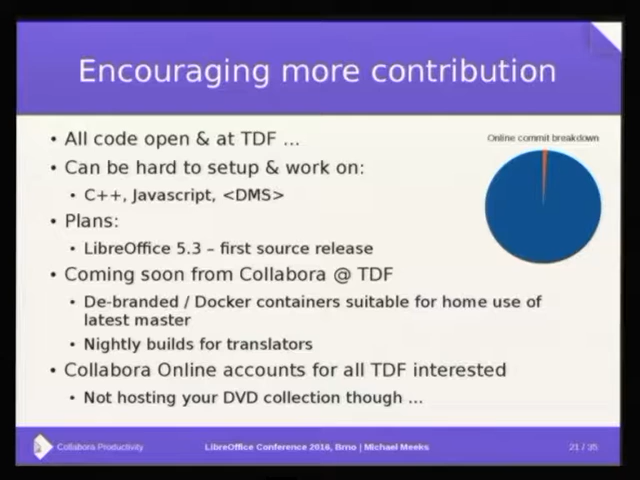 Encouraging more contribution
• All code open & at TDF ...
• Can be hard to setup & work on:
• C++, Javascript, <DMS>
• Plans:
• LibreOffice 5.3 – first source release
• Coming soon from Collabora @ TDF
• De-branded / Docker containers suitable for home use of
latest master
• Nightly builds for translators
• Collabora Online accounts for all TDF interested
• Not hosting your DVD collection though ...
Online commit breakdown
Collabora Productivity
LibreOffice Conference 2016, Brno | Michael Meeks
21 / 35